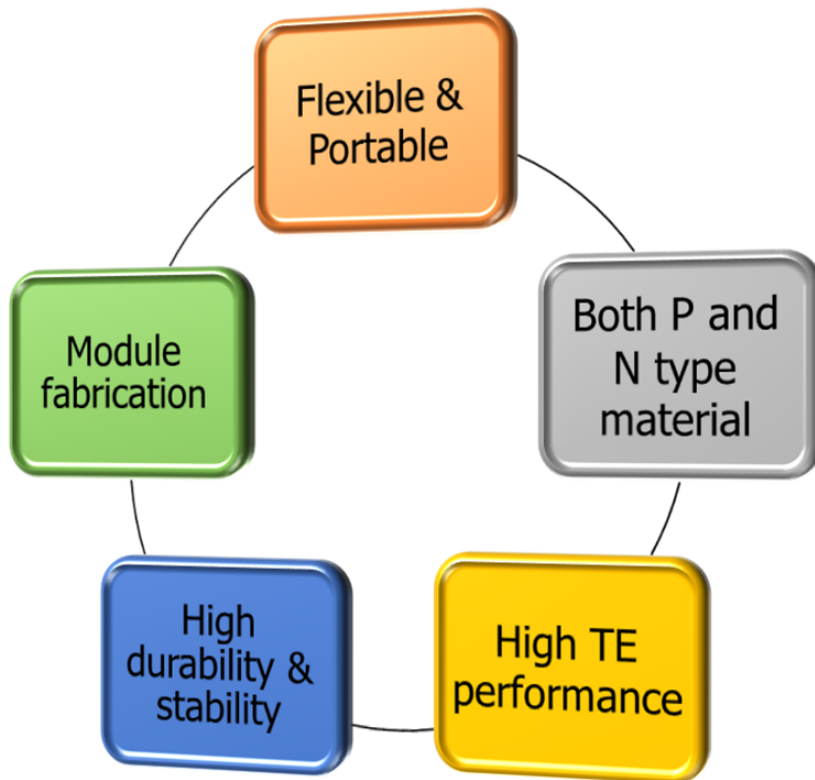 Flexible &
Portable
Both P and
N type
material
High TE
performance
High
durability &
stability
Module
fabrication